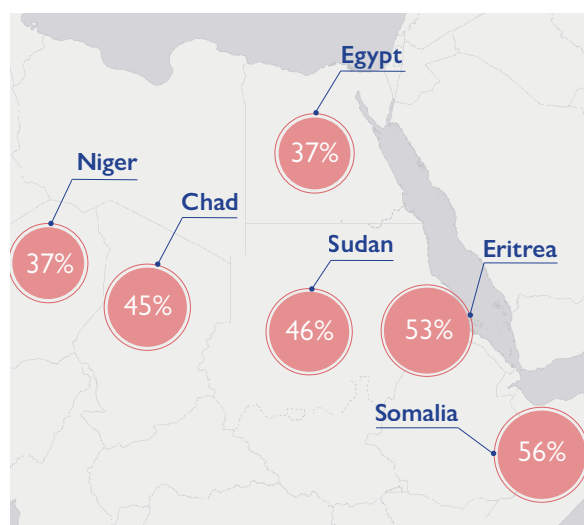 Egypt
37%
Niger
37%
Chad
45%
Sudan
46%
Eritrea
53%
Somalia
56%